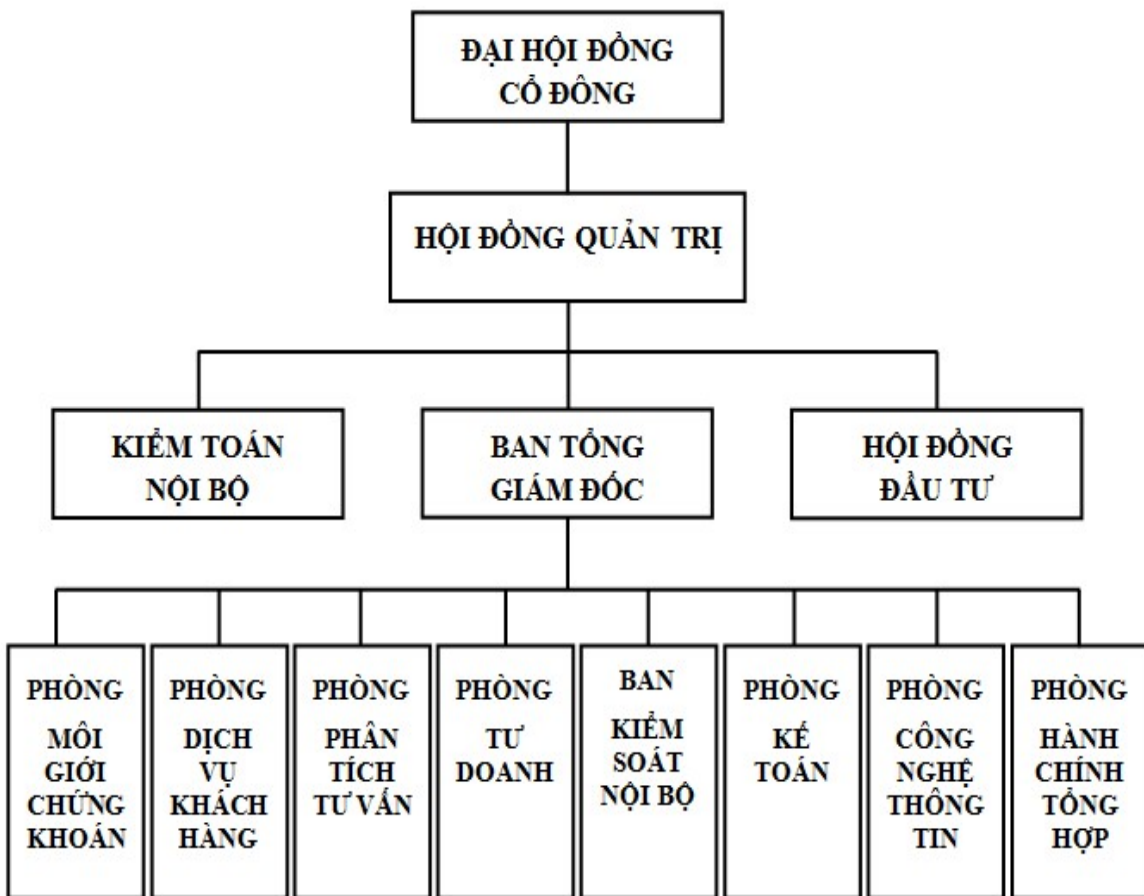 ĐẠI HỘI ĐỒNG
CỔ ĐÔNG
HỘI ĐỒNG QUẢN TRỊ
KIỂM TOÁN
NỘI BỘ
BAN TỔNG
GIÁM ĐỐC
HỘI ĐỒNG
ĐẦU TƯ
PHÒNG
MÔI
GIỚI
CHỨNG
KHOÁN
PHÒNG
DỊCH
VỤ
KHÁCH
HÀNG
PHÒNG
PHÂN
TÍCH
TƯ VẤN
PHÒNG
TƯ
DOANH
BAN
KIỂM
SOÁT
NỘI BỘ
PHÒNG
KẾ
TOÁN
PHÒNG
CÔNG
NGHỆ
THÔNG
TIN
PHÒNG
HÀNH
CHÍNH
TỔNG
HỢP